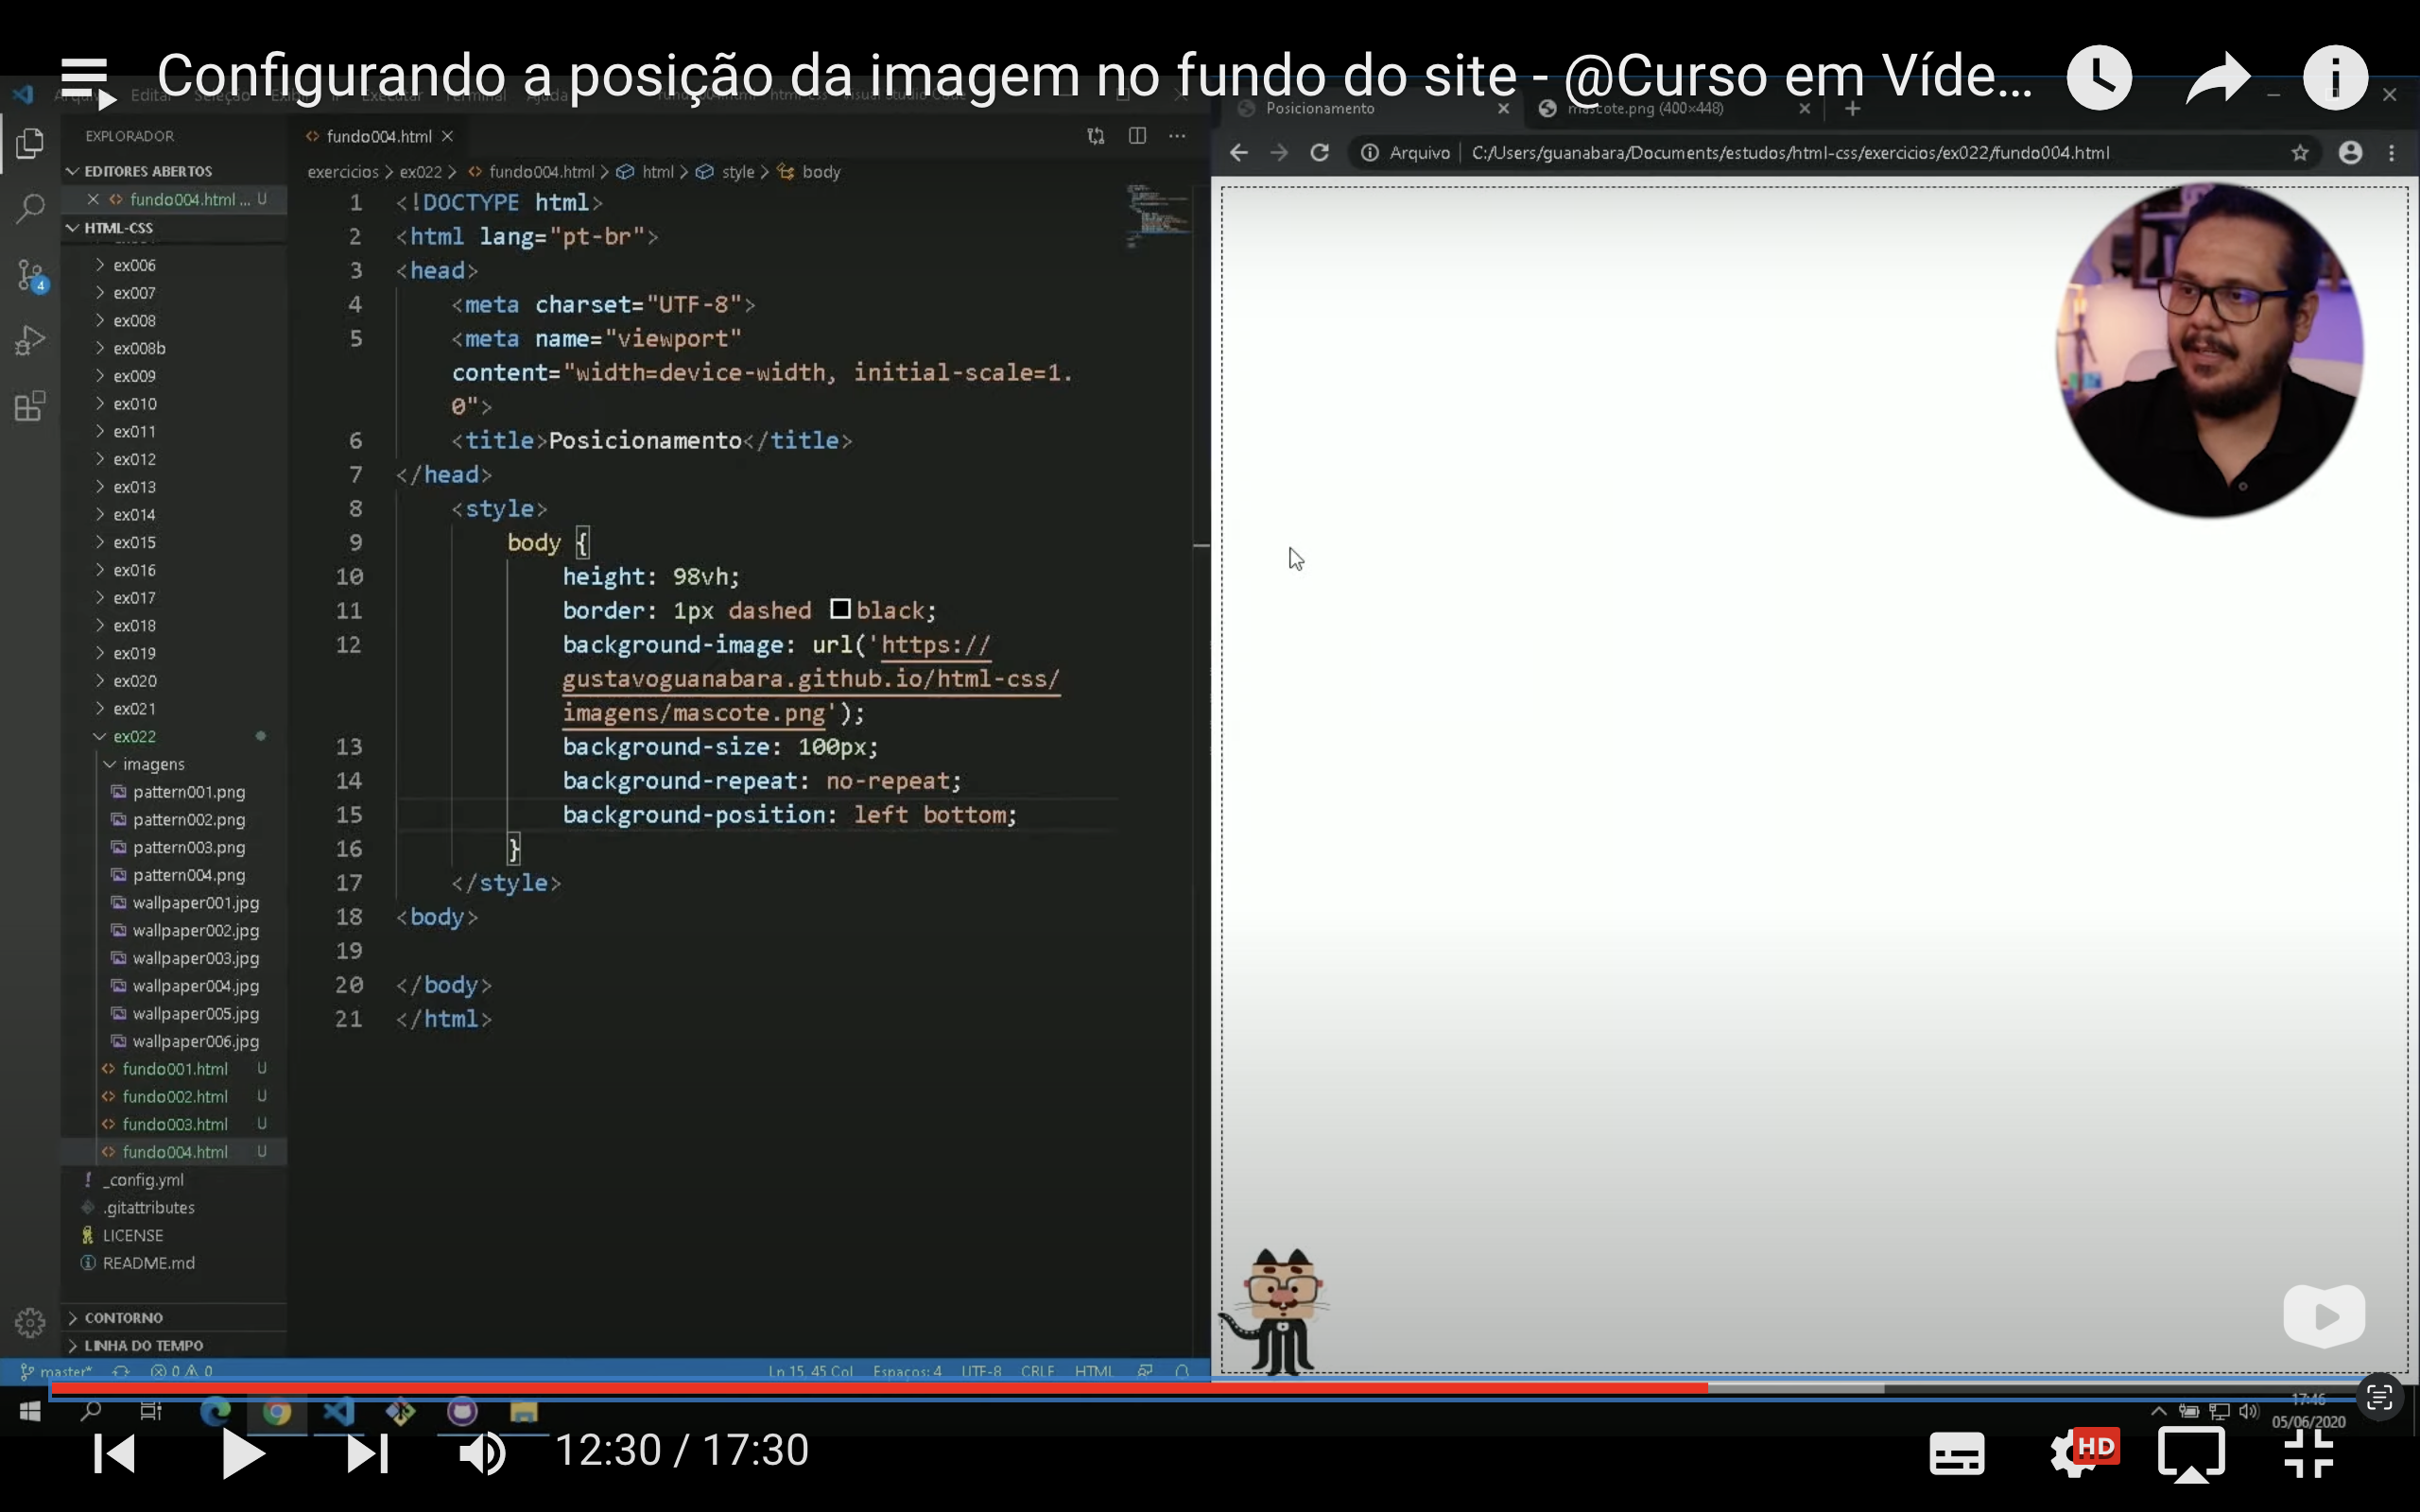 Configurando a posição da imagem no fundo do site - @Curso em Víde...
Posicionamento
mascote.png (400×448)
EXPLORADOR
fundo004.html
Arquivo
C:/Users/guanabara/Documents/estudos/html-css/exercicios/ex022/fundo004.html
EDITORES ABERTOS
exercicios > ex022 > fundo004.html > html > style > body
fundo004.html ... U
HTML-CSS
4
ex006
ex007
ex008
ex008b
ex009
ex010
ex011
ex012
ex013
ex014
ex015
ex016
ex017
ex018
ex019
ex020
ex021
ex022
imagens
pattern001.png
pattern002.png
pattern003.png
pattern004.png
wallpaper001.jpg
wallpaper002.jpg
wallpaper003.jpg
wallpaper004.jpg
wallpaper005.jpg
wallpaper006.jpg
fundo001.html U
fundo002.html U
fundo003.html U
fundo004.html U
_config.yml
.gitattributes
LICENSE
README.md
CONTORNO
LINHA DO TEMPO
1 <!DOCTYPE html>
2 <html lang="pt-br">
3 <head>
4 <meta charset="UTF-8">
5 <meta name="viewport"
content="width=device-width, initial-scale=1.
0">
6 <title>Posicionamento</title>
7 </head>
8 <style>
9 body {
10 height: 98vh;
11 border: 1px dashed black;
12 background-image: url('https://
gustavoguanabara.github.io/html-css/
imagens/mascote.png');
13 background-size: 100px;
14 background-repeat: no-repeat;
15 background-position: left bottom;
16 }
17 </style>
18 <body>
19
20 </body>
21 </html>
master* 0 0
Ln 15, 45 Col Espaços: 4 UTF-8 CRLF HTML
17:46
05/06/2020
12:30 / 17:30
HD